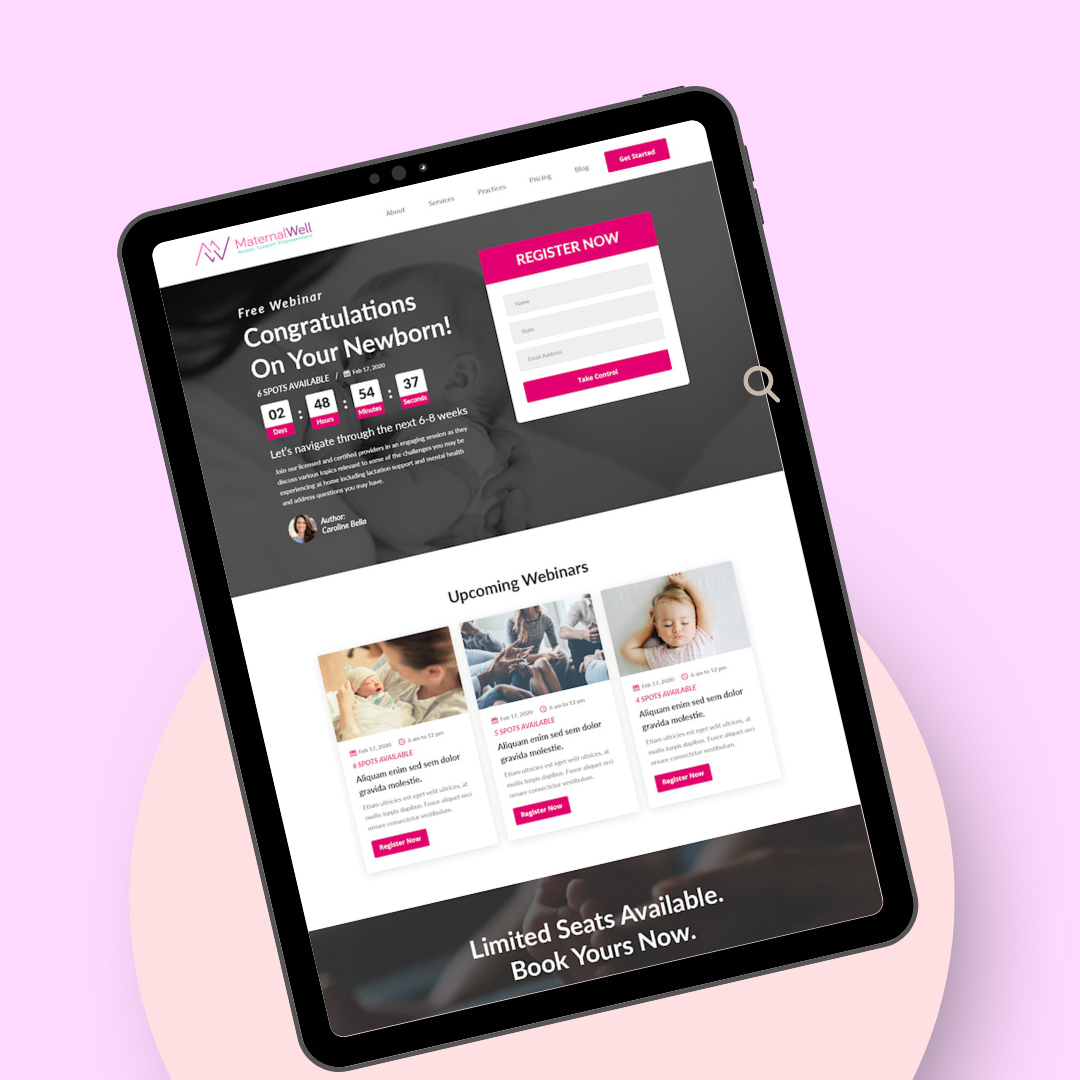 MaternalWell
Access. Support. Empowerment.
About
Services
Practices
Pricing
Blog
Get Started
Free Webinar
Congratulations
On Your Newborn!
6 SPOTS AVAILABLE / Feb 17, 2020
02 : 48 : 54 : 37
Days Hours Minutes Seconds
Let's navigate through the next 6-8 weeks
Join our licensed and certified providers in an engaging session as they
discuss various topics relevant to some of the challenges you may be
experiencing at home including lactation support and mental health
and address questions you may have.
Author:
Caroline Bella
REGISTER NOW
Name
State
Email Address
Take Control
Upcoming Webinars
Feb 17, 2020 6 am to 12 pm
6 SPOTS AVAILABLE
Aliquam enim sed sem dolor
gravida molestie.
Etiam ultricies est eget velit ultrices, at
mollis turpis dapibus. Fusce aliquet orci
ornare consectetur vestibulum.
Register Now
Feb 17, 2020 6 am to 12 pm
5 SPOTS AVAILABLE
Aliquam enim sed sem dolor
gravida molestie.
Etiam ultricies est eget velit ultrices, at
mollis turpis dapibus. Fusce aliquet orci
ornare consectetur vestibulum.
Register Now
Feb 17, 2020 6 am to 12 pm
4 SPOTS AVAILABLE
Aliquam enim sed sem dolor
gravida molestie.
Etiam ultricies est eget velit ultrices, at
mollis turpis dapibus. Fusce aliquet orci
ornare consectetur vestibulum.
Register Now
Limited Seats Available.
Book Yours Now.